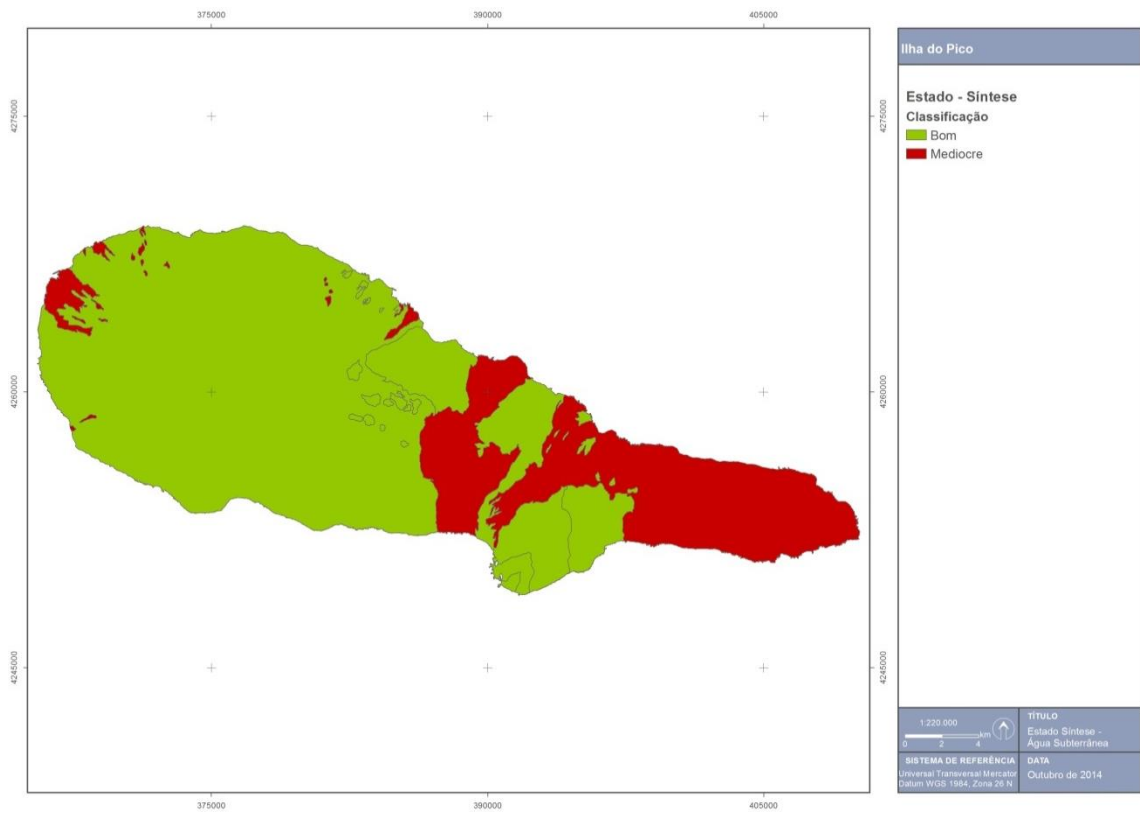 375000
390000
405000
4275000
4275000
4260000
4260000
4245000
4245000
375000
390000
405000
Ilha do Pico
Estado - Síntese
Classificação
Bom
Mediocre
1:220.000
km
0 2 4
TÍTULO
Estado Síntese -
Água Subterrânea
SISTEMA DE REFERÊNCIA
Universal Transversal Mercator
Datum WGS 1984, Zona 26 N
DATA
Outubro de 2014